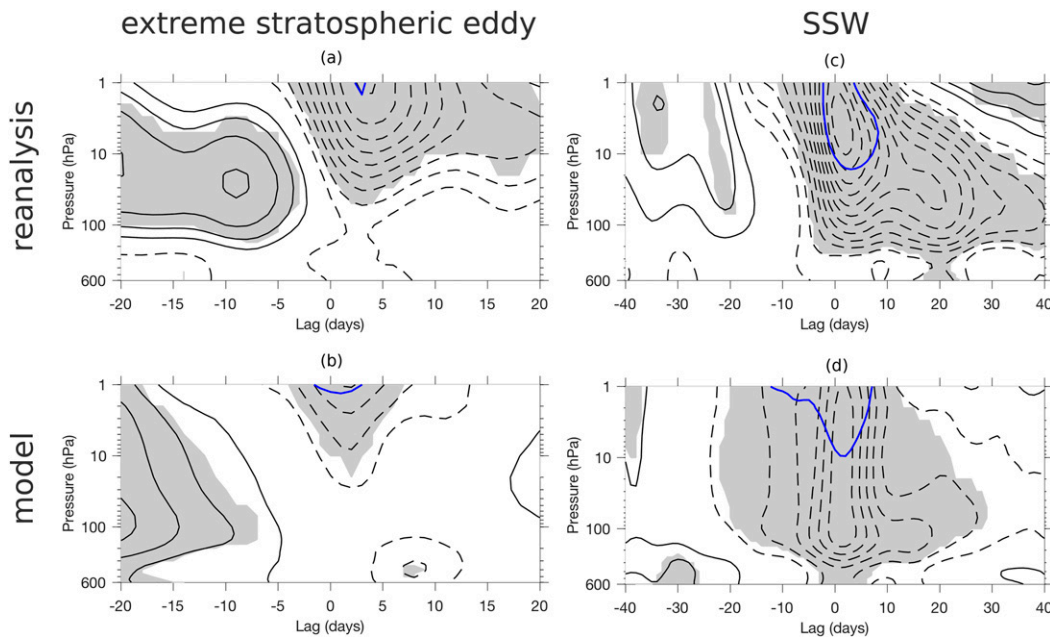 extreme stratospheric eddy
SSW
reanalysis
model
(a)
1
10
100
600
Pressure (hPa)
-20 -15 -10 -5 0 5 10 15 20
Lag (days)
(c)
1
10
100
600
Pressure (hPa)
-40 -30 -20 -10 0 10 20 30 40
Lag (days)
(b)
1
10
100
600
Pressure (hPa)
-20 -15 -10 -5 0 5 10 15 20
Lag (days)
(d)
1
10
100
600
Pressure (hPa)
-40 -30 -20 -10 0 10 20 30 40
Lag (days)